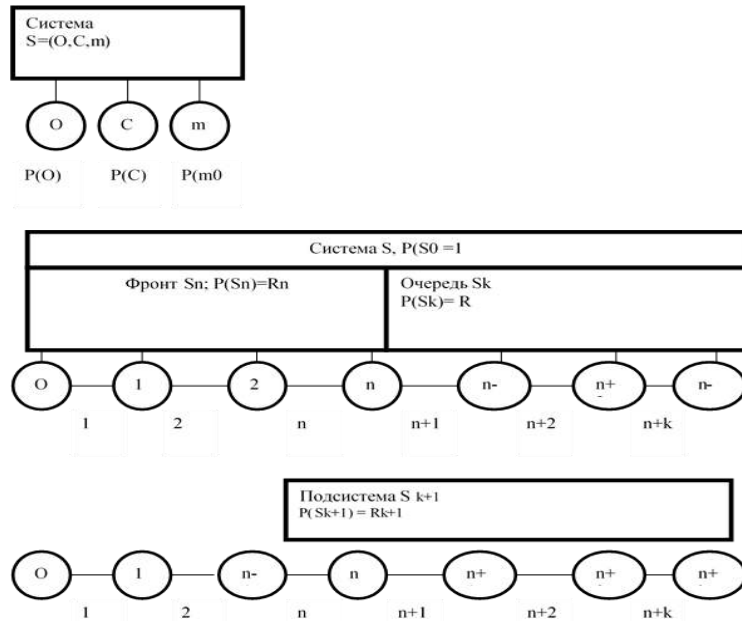 Система
S=(O,C,m)
O C m
P(O) P(C) P(m0
Система S, P(S0 =1
Фронт Sn; P(Sn)=Rn
Очередь Sk
P(Sk)= R
O 1 2 n n- n+ n-
1 2 n n+1 n+2 n+k
Подсистема S k+1
P(Sk+1) = Rk+1
O 1 n- n n+ n+ n+
1 2 n n+1 n+2 n+k